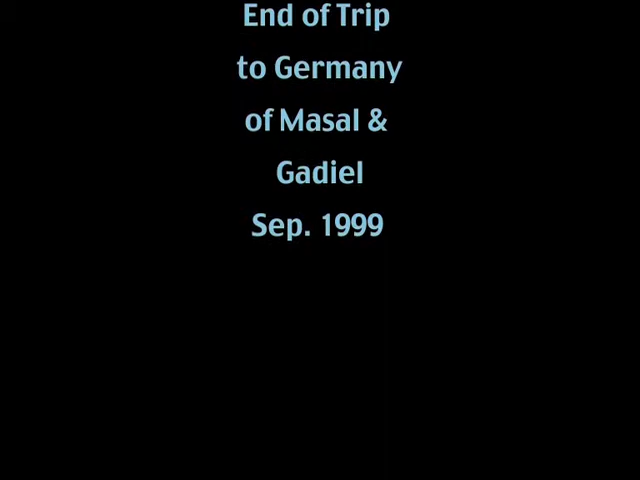 End of Trip
to Germany
of Masal &
Gadiel
Sep. 1999